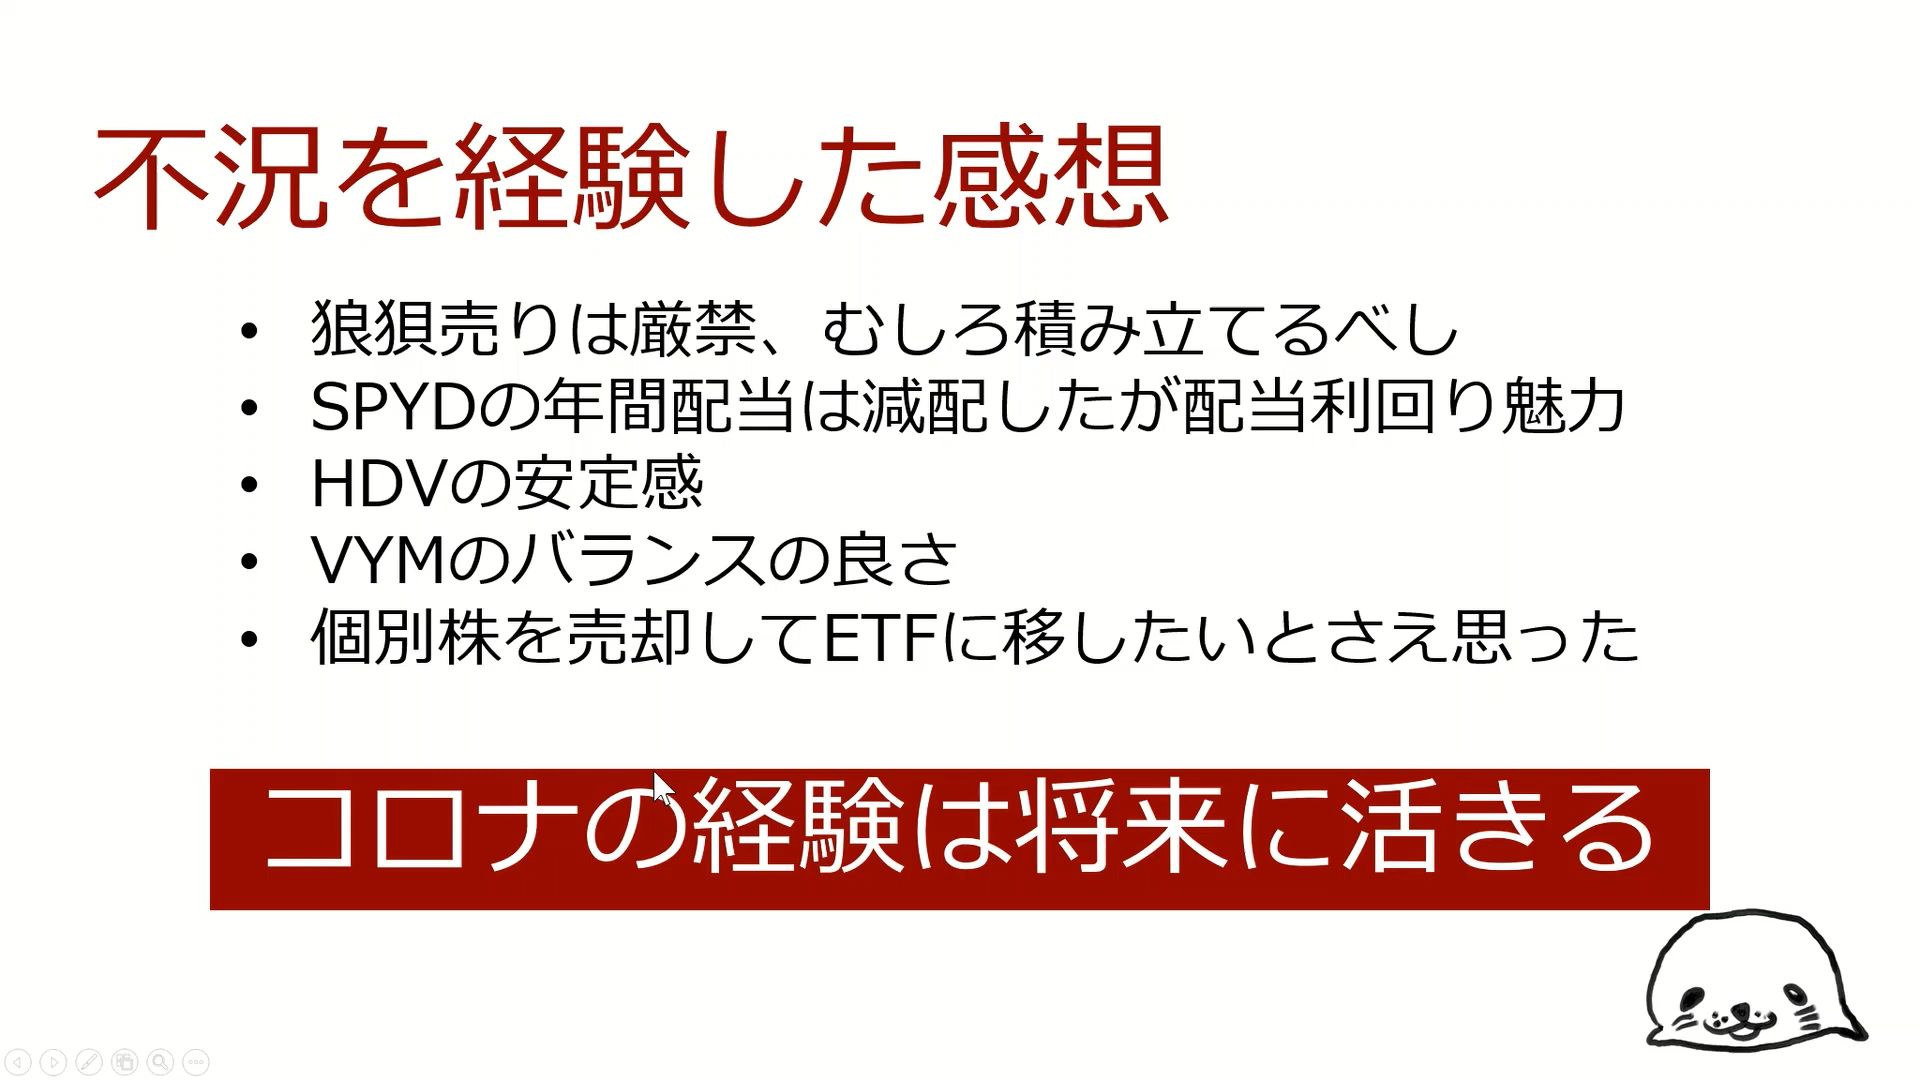 不況を経験した感想
• 狼狽売りは厳禁、むしろ積み立てるべし
• SPYDの年間配当は減配したが配当利回り魅力
• HDVの安定感
• VYMのバランスの良さ
• 個別株を売却してETFに移したいとさえ思った
コロナの経験は将来に活きる